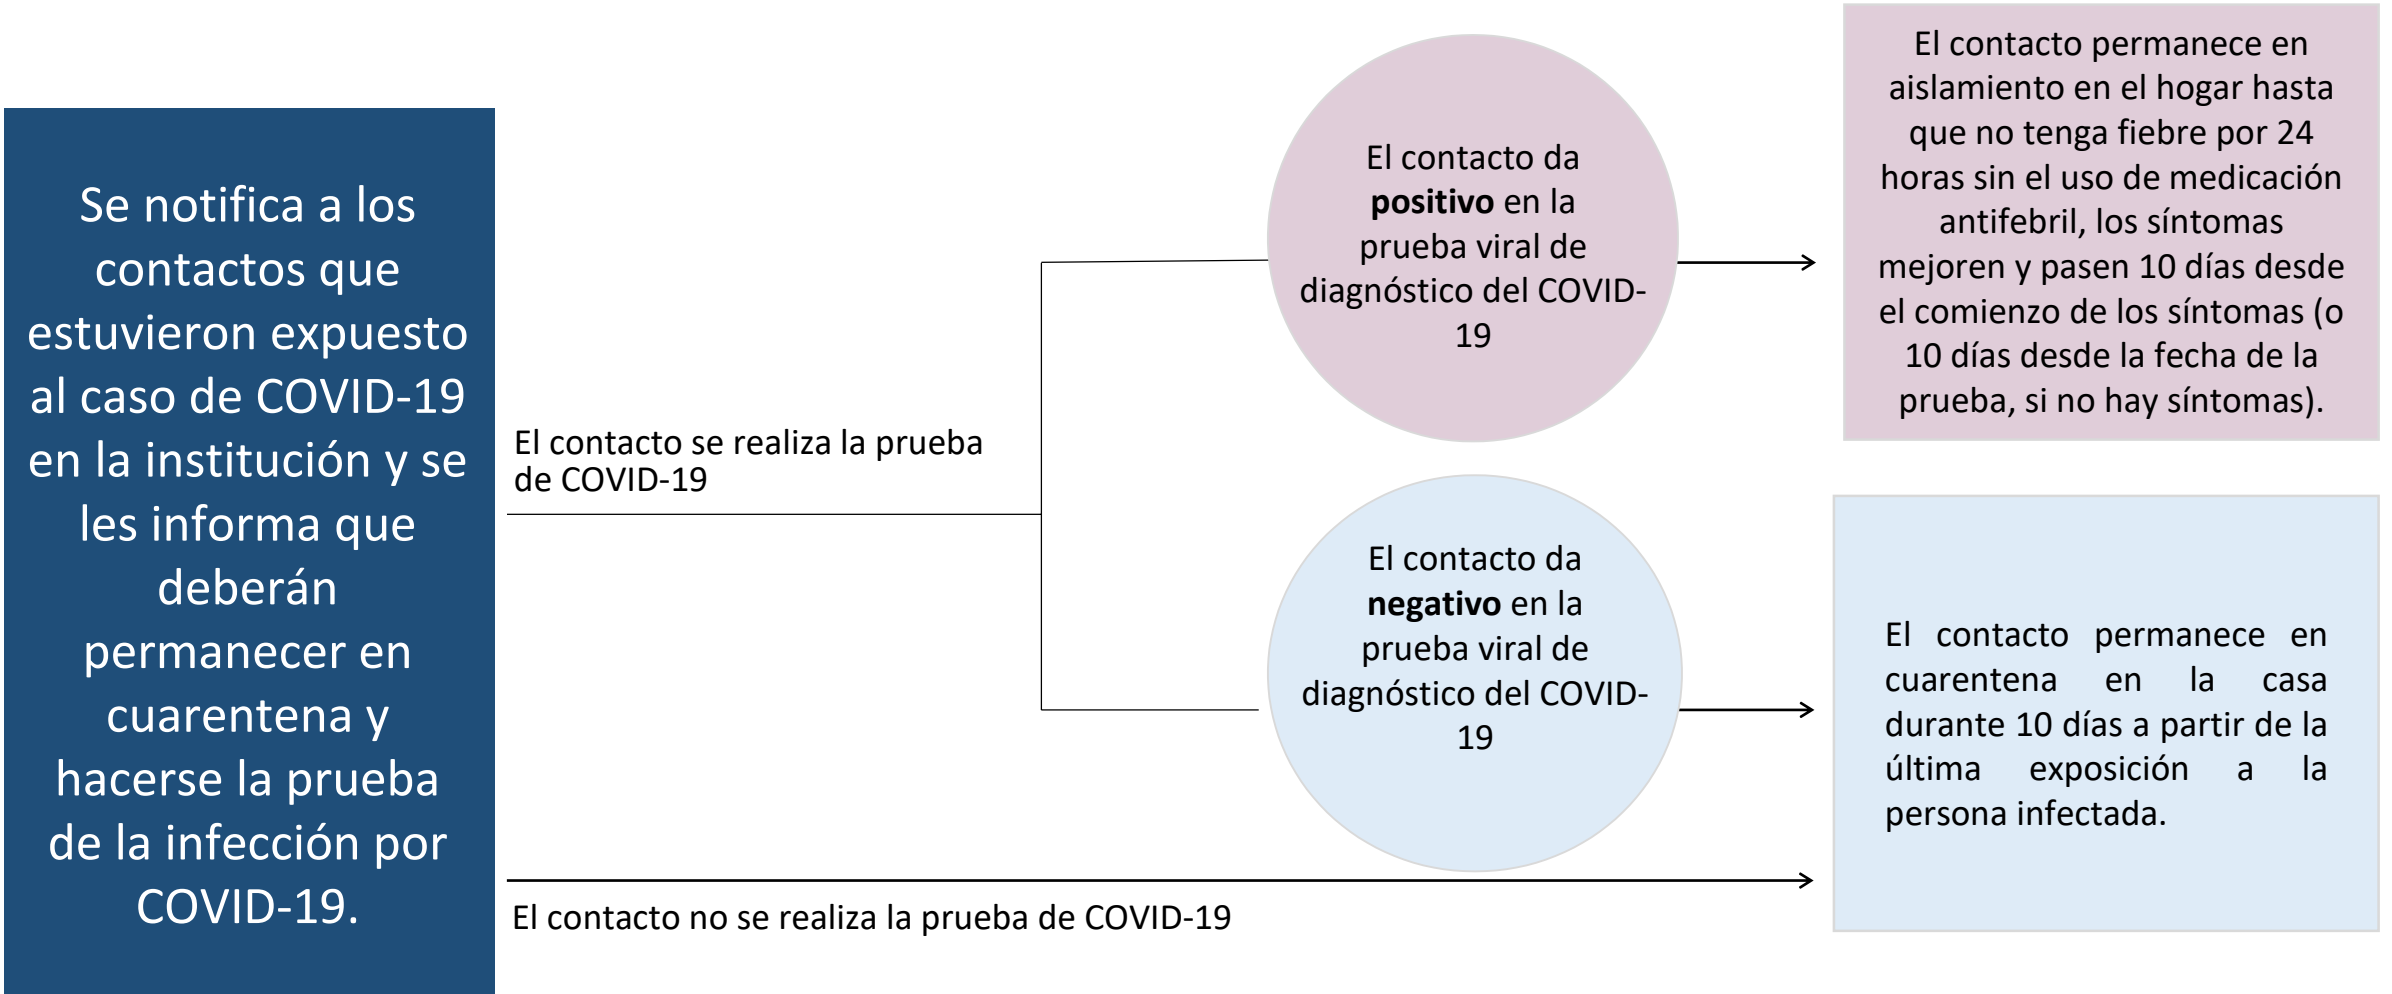 Se notifica a los
contactos que
estuvieron expuesto
al caso de COVID-19
en la institución y se
les informa que
deberán
permanecer en
cuarentena y
hacerse la prueba
de la infección por
COVID-19.
El contacto se realiza la prueba
de COVID-19
El contacto no se realiza la prueba de COVID-19
El contacto da
positivo en la
prueba viral de
diagnóstico del COVID-
19
El contacto da
negativo en la
prueba viral de
diagnóstico del COVID-
19
El contacto permanece en
aislamiento en el hogar hasta
que no tenga fiebre por 24
horas sin el uso de medicación
antifebril, los síntomas
mejoren y pasen 10 días desde
el comienzo de los síntomas (o
10 días desde la fecha de la
prueba, si no hay síntomas).
El contacto permanece en
cuarentena en la casa
durante 10 días a partir de la
última exposición a la
persona infectada.